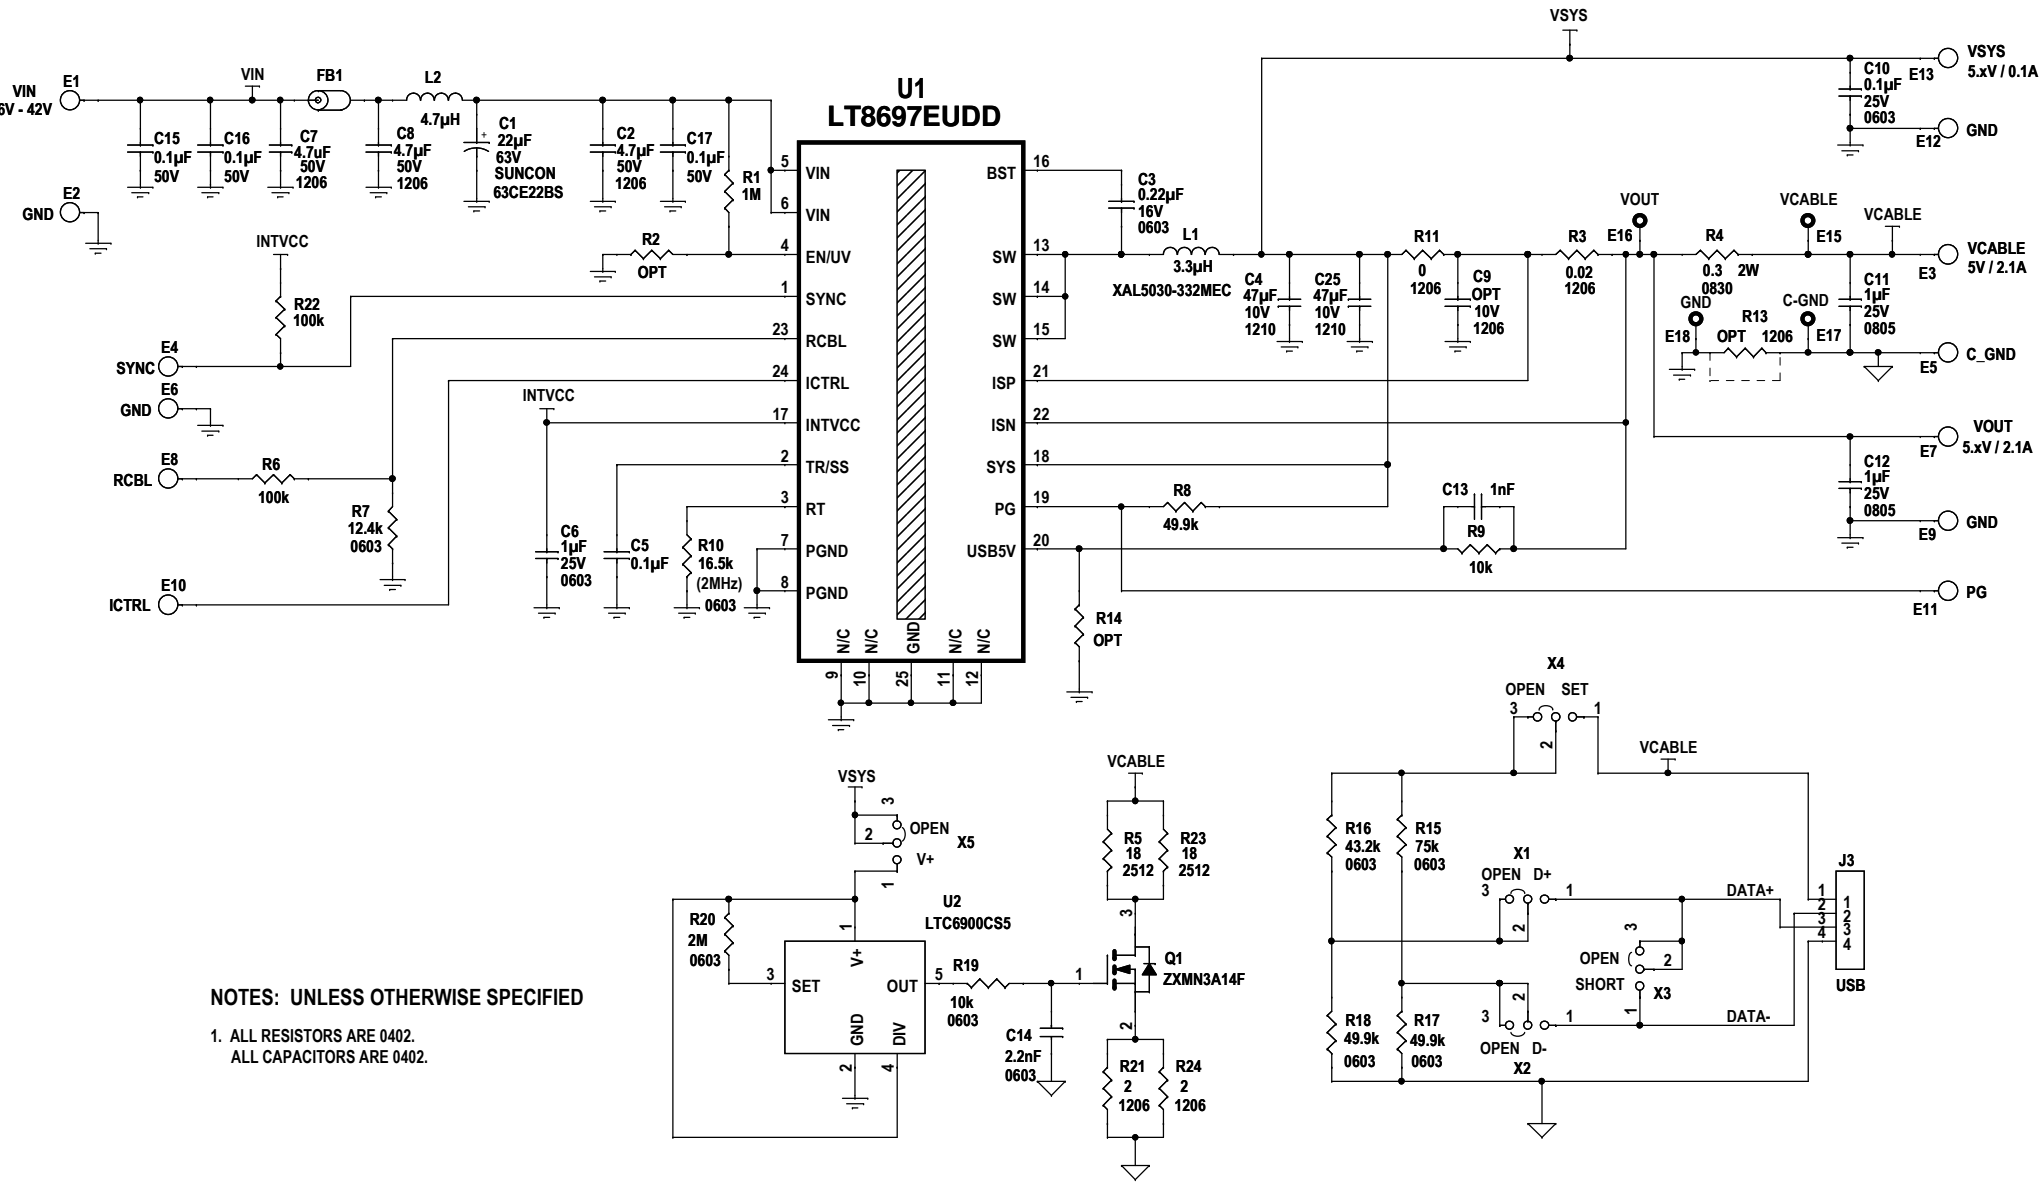 VSYS
VSYS
5.xV / 0.1A
E13
C10
0.1µF
25V
0603
E12
GND
VIN
6V - 42V
E1
VIN
FB1
L2
4.7µH
C15
0.1µF
50V
C16
0.1µF
50V
C7
4.7uF
50V
1206
C8
4.7µF
50V
1206
C1
+
22µF
63V
SUNCON
63CE22BS
C2
4.7µF
50V
1206
C17
0.1µF
50V
R1
1M
E2
GND
R2
OPT
INTVCC
R22
100k
E4
SYNC
E6
GND
E8
RCBL
R6
100k
R7
12.4k
0603
E10
ICTRL
INTVCC
C6
1µF
25V
0603
C5
0.1µF
R10
16.5k
(2MHz)
0603
U1
LT8697EUDD
5 VIN
6 VIN
4 EN/UV
1 SYNC
23 RCBL
24 ICTRL
17 INTVCC
2 TR/SS
3 RT
7 PGND
8 PGND
BST 16
SW 13
SW 14
SW 15
ISP 21
ISN 22
SYS 18
PG 19
USB5V 20
N/C N/C GND N/C N/C
9 10 25 11 12
C3
0.22µF
16V
0603
L1
3.3µH
XAL5030-332MEC
C4
47µF
10V
1210
C25
47µF
10V
1210
R11
0
1206
C9
OPT
10V
1206
R3
0.02
1206
VOUT
E16
R4
0.3 2W
0830
VCABLE
E15
VCABLE
VCABLE
5V / 2.1A
E3
C11
1µF
25V
0805
GND
E18
R13
OPT 1206
C-GND
E17
C_GND
E5
VOUT
5.xV / 2.1A
E7
C12
1µF
25V
0805
GND
E9
R8
49.9k
C13 1nF
R9
10k
R14
OPT
PG
E11
VSYS
3
2
OPEN
X5
V+
1
R20
2M
0603
U2
LTC6900CS5
1
V+
3 SET
OUT 5
GND
DIV
2
4
R19
10k
0603
C14
2.2nF
0603
VCABLE
R5
18
2512
R23
18
2512
3
1
Q1
ZXMN3A14F
2
R21
2
1206
R24
2
1206
X4
OPEN SET
3 1
2
VCABLE
R16
43.2k
0603
R15
75k
0603
X1
OPEN D+
3 1
2
DATA+
J3
1 1
2 2
3 3
4 4
USB
3
OPEN
2
SHORT
X3
1
2
3 1
OPEN D-
X2
DATA-
R18
49.9k
0603
R17
49.9k
0603
NOTES: UNLESS OTHERWISE SPECIFIED
1. ALL RESISTORS ARE 0402.
ALL CAPACITORS ARE 0402.